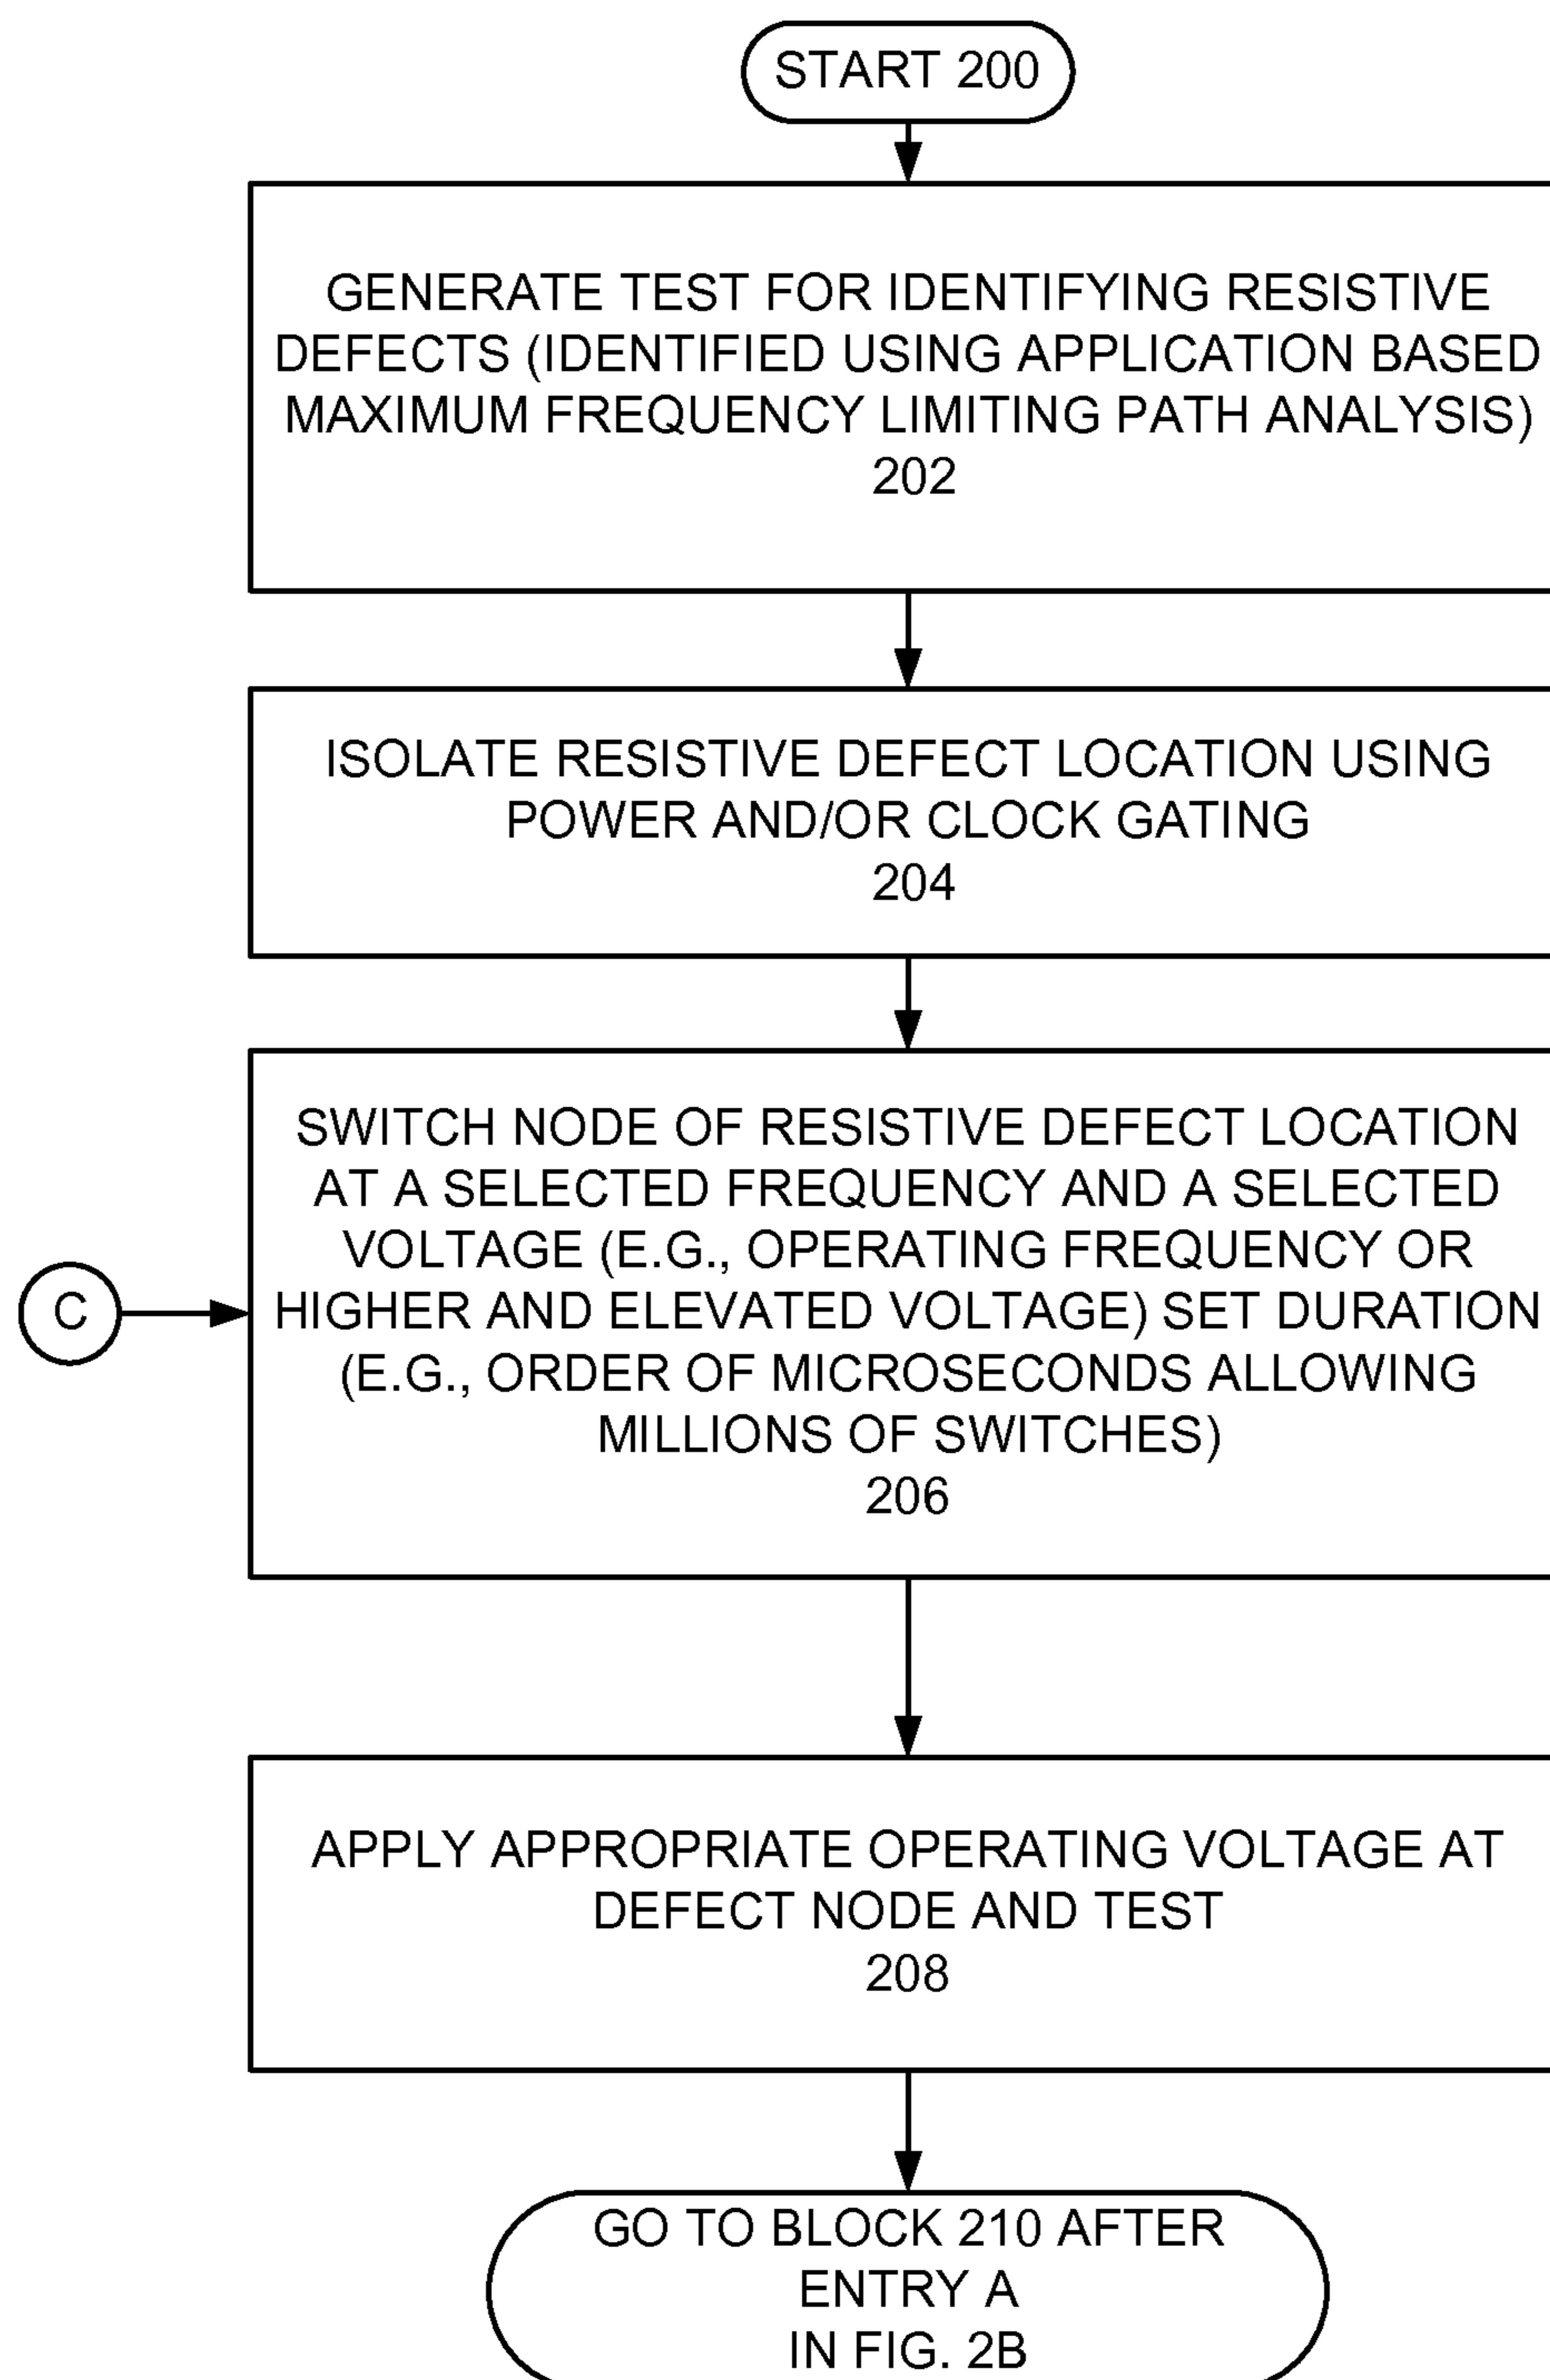 START 200
GENERATE TEST FOR IDENTIFYING RESISTIVE
DEFECTS (IDENTIFIED USING APPLICATION BASED
MAXIMUM FREQUENCY LIMITING PATH ANALYSIS)
202
ISOLATE RESISTIVE DEFECT LOCATION USING
POWER AND/OR CLOCK GATING
204
SWITCH NODE OF RESISTIVE DEFECT LOCATION
AT A SELECTED FREQUENCY AND A SELECTED
VOLTAGE (E.G., OPERATING FREQUENCY OR
HIGHER AND ELEVATED VOLTAGE) SET DURATION
(E.G., ORDER OF MICROSECONDS ALLOWING
MILLIONS OF SWITCHES)
206
C
APPLY APPROPRIATE OPERATING VOLTAGE AT
DEFECT NODE AND TEST
208
GO TO BLOCK 210 AFTER
ENTRY A
IN FIG. 2B